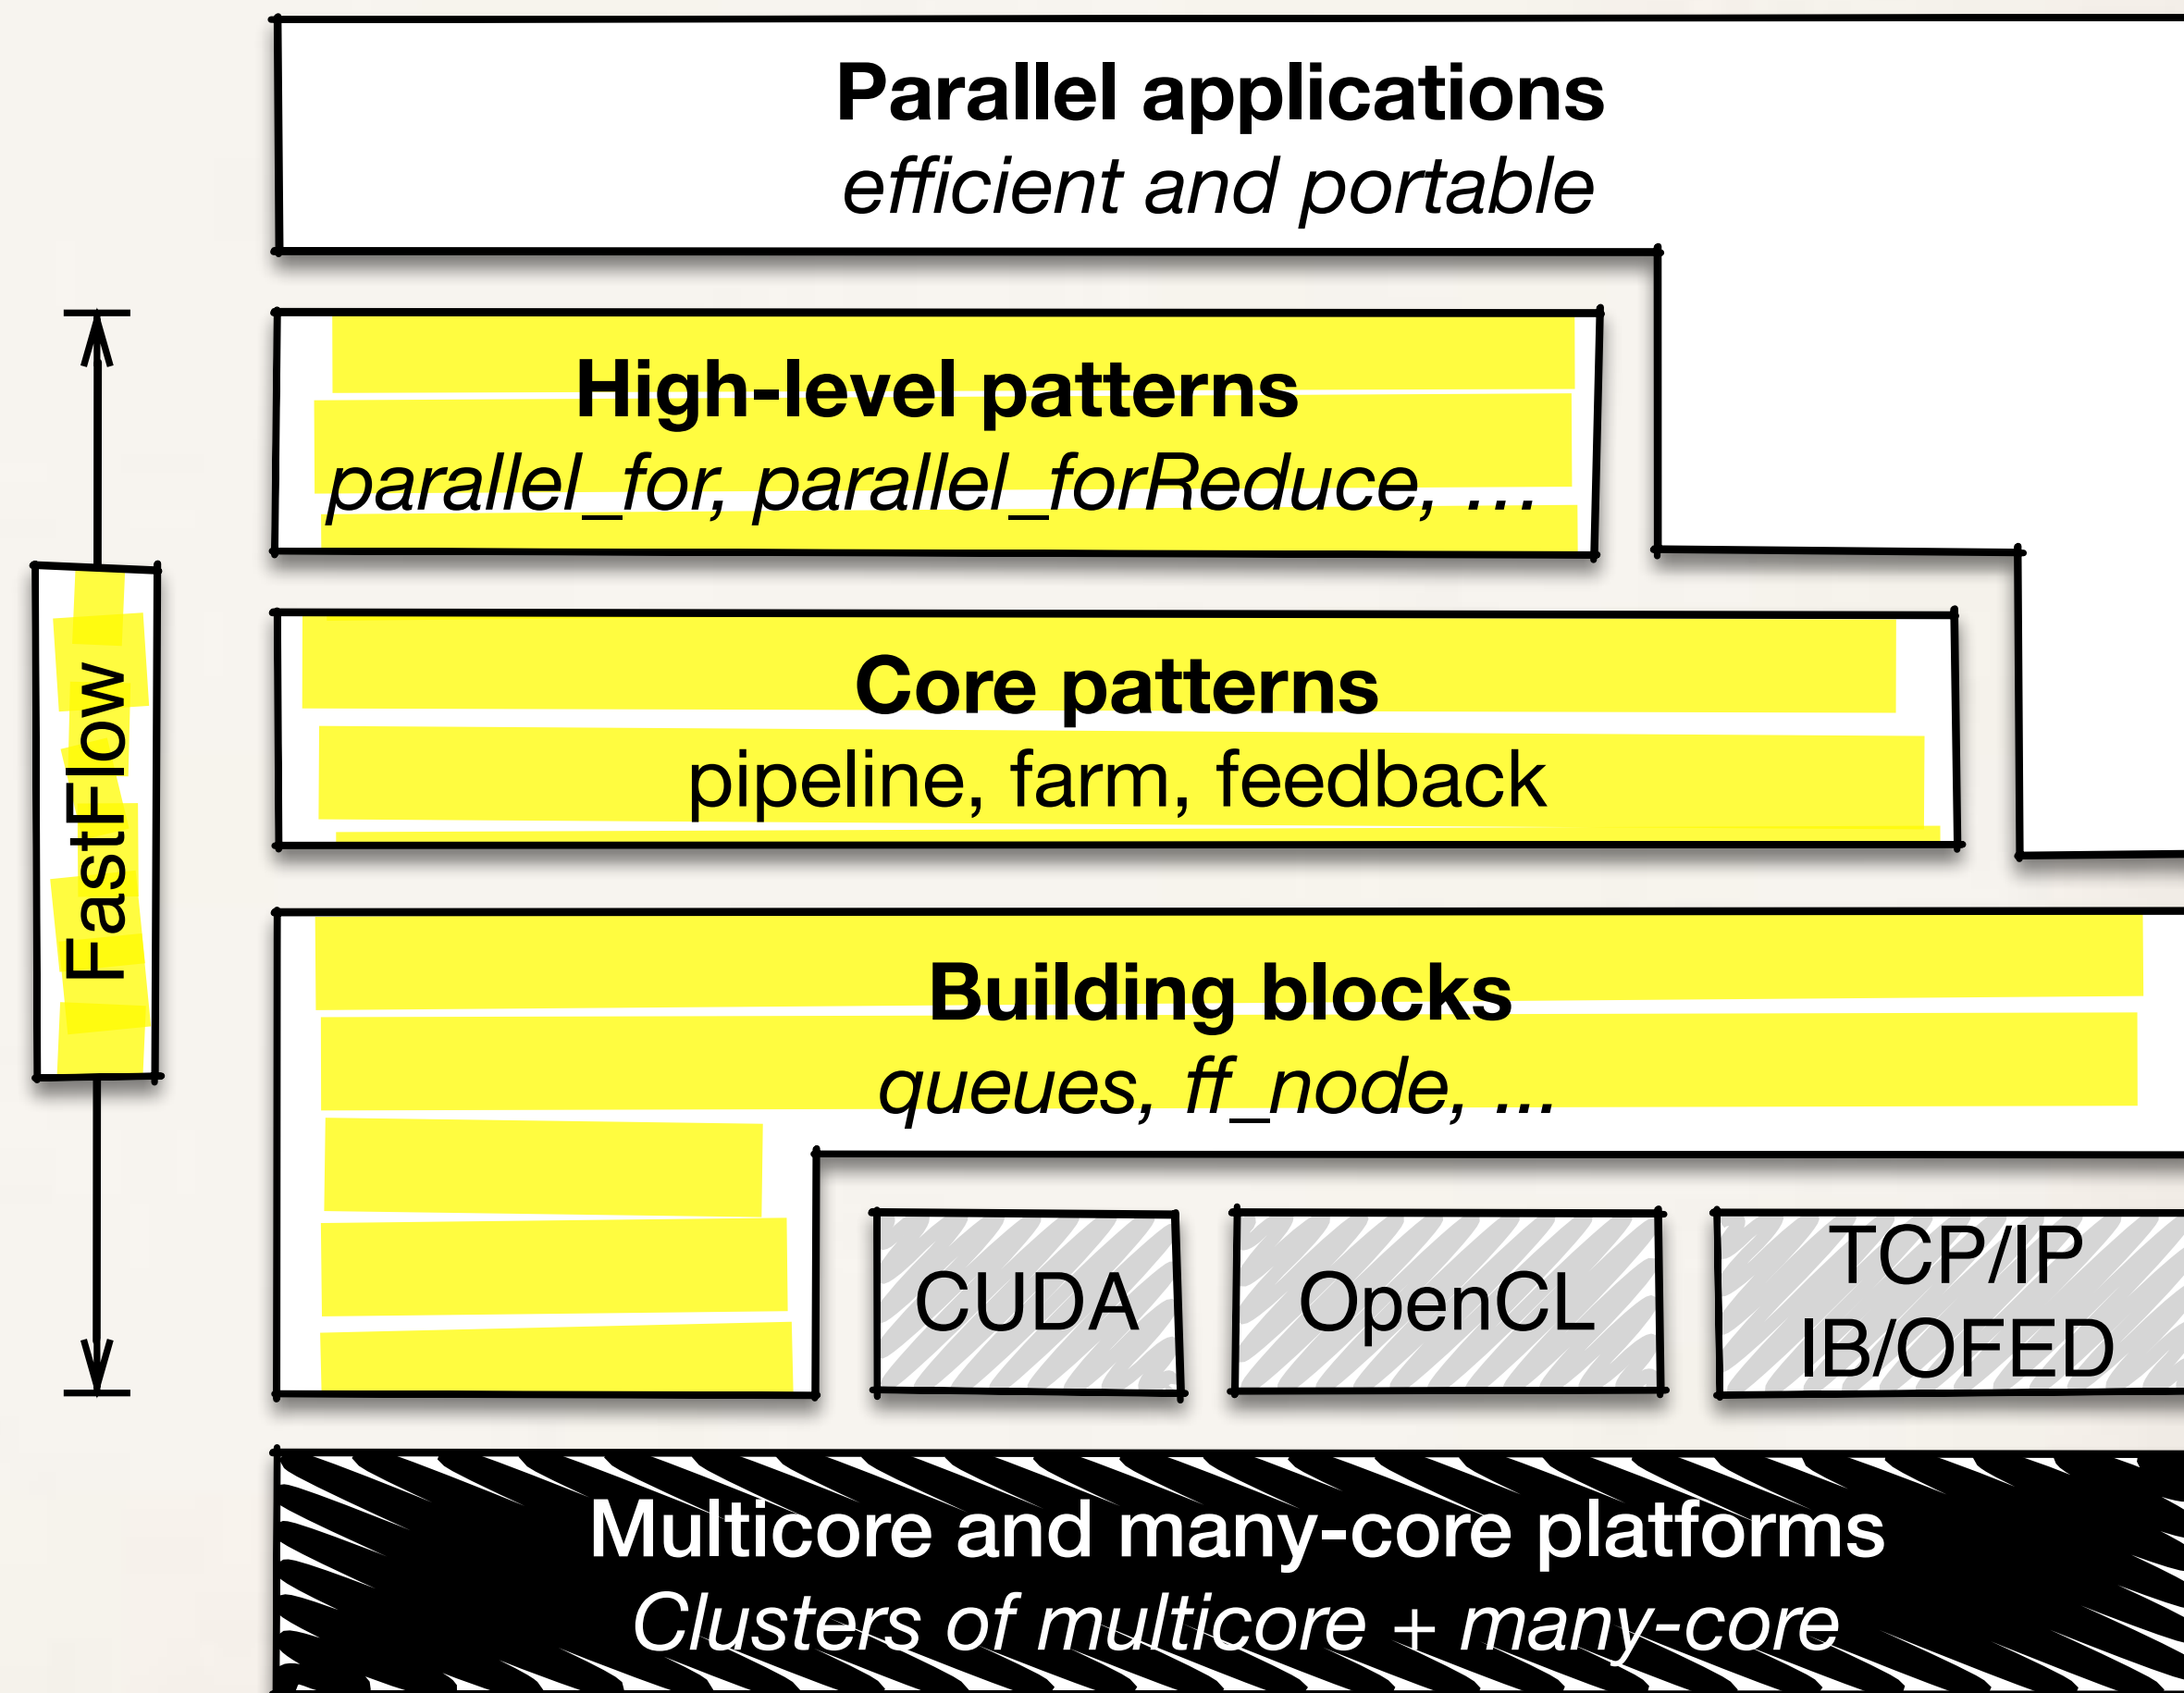 Parallel applications
efficient and portable
High-level patterns
parallel_for, parallel_forReduce, ...
FastFlow
Core patterns
pipeline, farm, feedback
Building blocks
queues, ff_node, ...
CUDA
OpenCL
TCP/IP
IB/OFED
Multicore and many-core platforms
Clusters of multicore + many-core